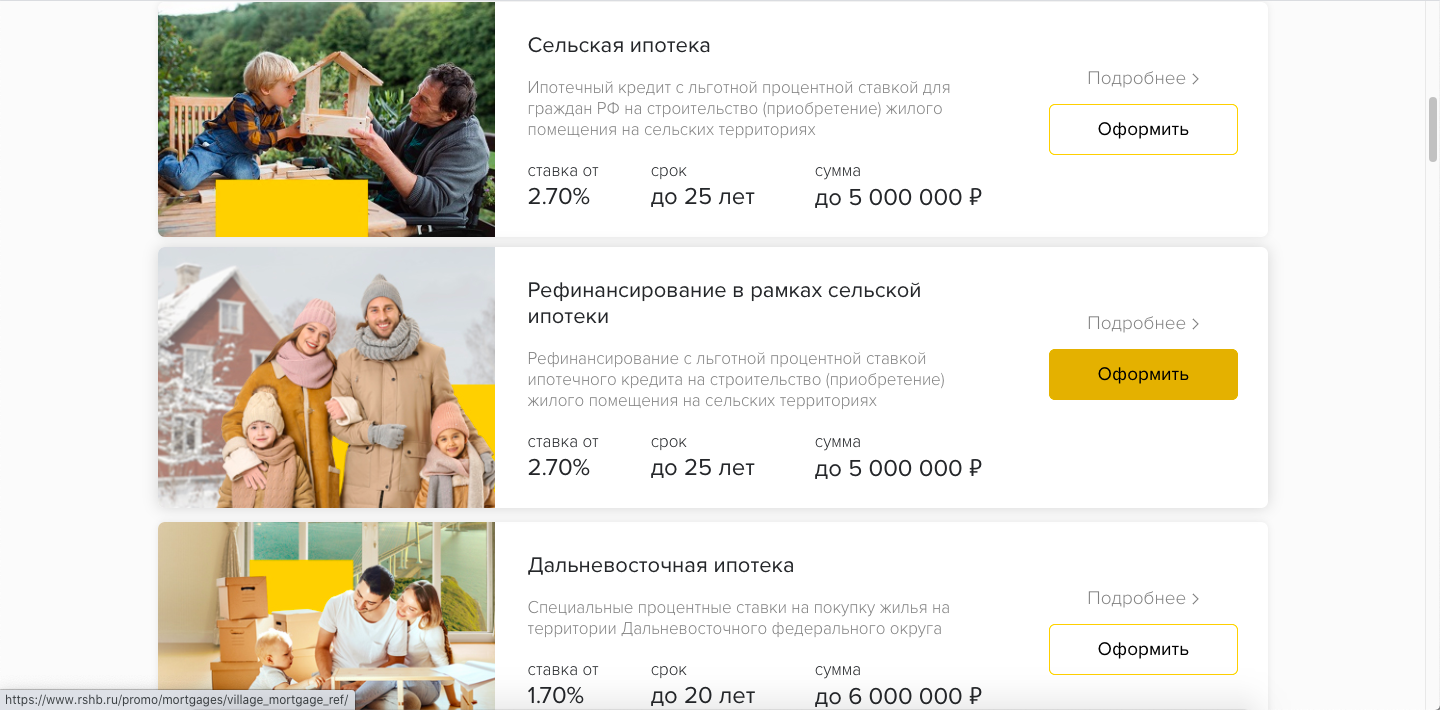 Сельская ипотека
Ипотечный кредит с льготной процентной ставкой для
граждан РФ на строительство (приобретение) жилого
помещения на сельских территориях
ставка от
2.70%
срок
до 25 лет
сумма
до 5 000 000 ₽
Подробнее >
Оформить
Рефинансирование в рамках сельской
ипотеки
Рефинансирование с льготной процентной ставкой
ипотечного кредита на строительство (приобретение)
жилого помещения на сельских территориях
ставка от
2.70%
срок
до 25 лет
сумма
до 5 000 000 ₽
Подробнее >
Оформить
Дальневосточная ипотека
Специальные процентные ставки на покупку жилья на
территории Дальневосточного федерального округа
ставка от
1.70%
срок
до 20 лет
сумма
до 6 000 000 ₽
Подробнее >
Оформить
https://www.rshb.ru/promo/mortgages/village_mortgage_ref/